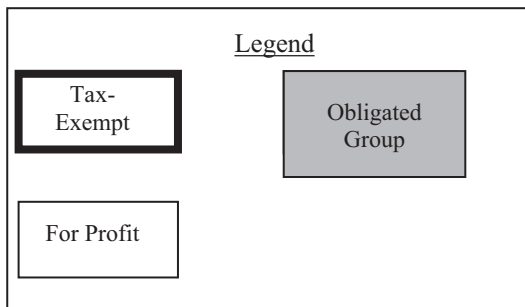 Legend
Tax-
Exempt
Obligated
Group
For Profit